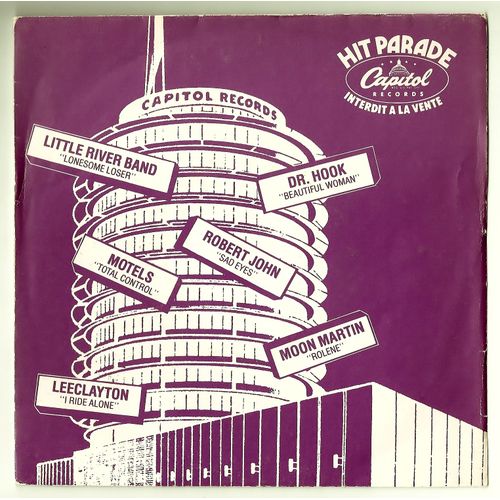 HIT PARADE
Capitol
RECORDS
INTERDIT A LA VENTE
CAPITOL RECORDS
LITTLE RIVER BAND
"LONESOME LOSER"
DR. HOOK
"BEAUTIFUL WOMAN"
ROBERT JOHN
"SAD EYES"
MOTELS
"TOTAL CONTROL"
MOON MARTIN
"ROLENE"
LEECLAYTON
"I RIDE ALONE"